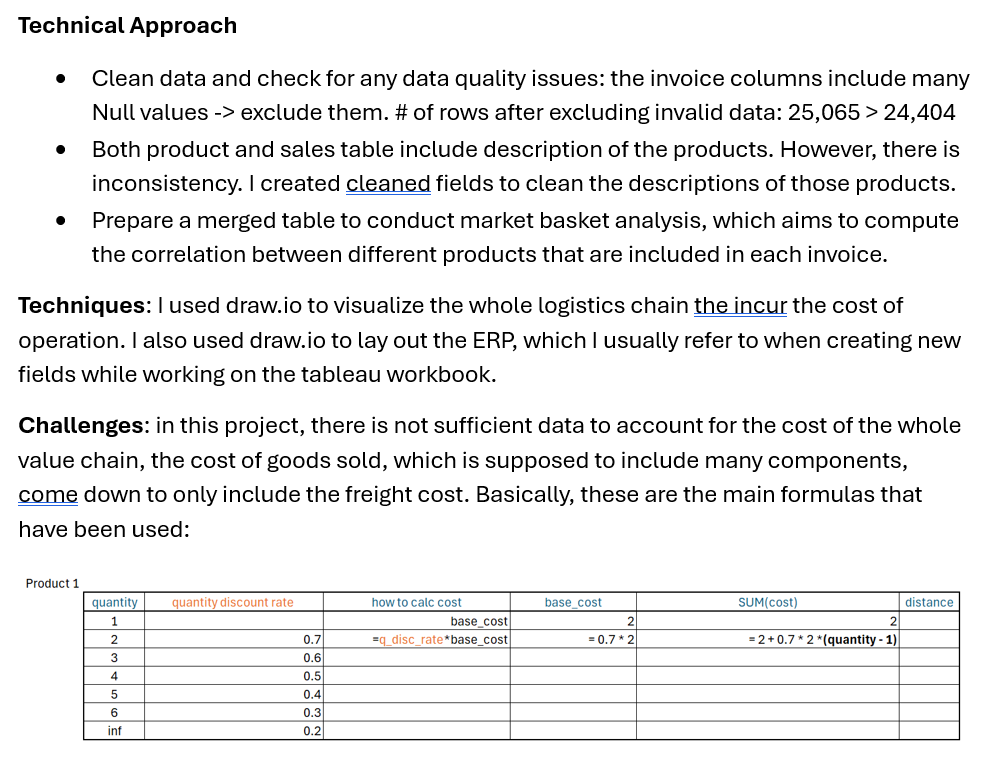 Technical Approach
• Clean data and check for any data quality issues: the invoice columns include many
Null values -> exclude them. # of rows after excluding invalid data: 25,065 > 24,404
• Both product and sales table include description of the products. However, there is
inconsistency. I created cleaned fields to clean the descriptions of those products.
• Prepare a merged table to conduct market basket analysis, which aims to compute
the correlation between different products that are included in each invoice.
Techniques: I used draw.io to visualize the whole logistics chain the incur the cost of
operation. I also used draw.io to lay out the ERP, which I usually refer to when creating new
fields while working on the tableau workbook.
Challenges: in this project, there is not sufficient data to account for the cost of the whole
value chain, the cost of goods sold, which is supposed to include many components,
come down to only include the freight cost. Basically, these are the main formulas that
have been used:
Product 1
quantity quantity discount rate how to calc cost base_cost SUM(cost) distance
1 base_cost 2 2
2 0.7 =q_disc_rate*base_cost = 0.7 * 2 = 2 + 0.7 * 2 *(quantity - 1)
3 0.6
4 0.5
5 0.4
6 0.3
inf 0.2